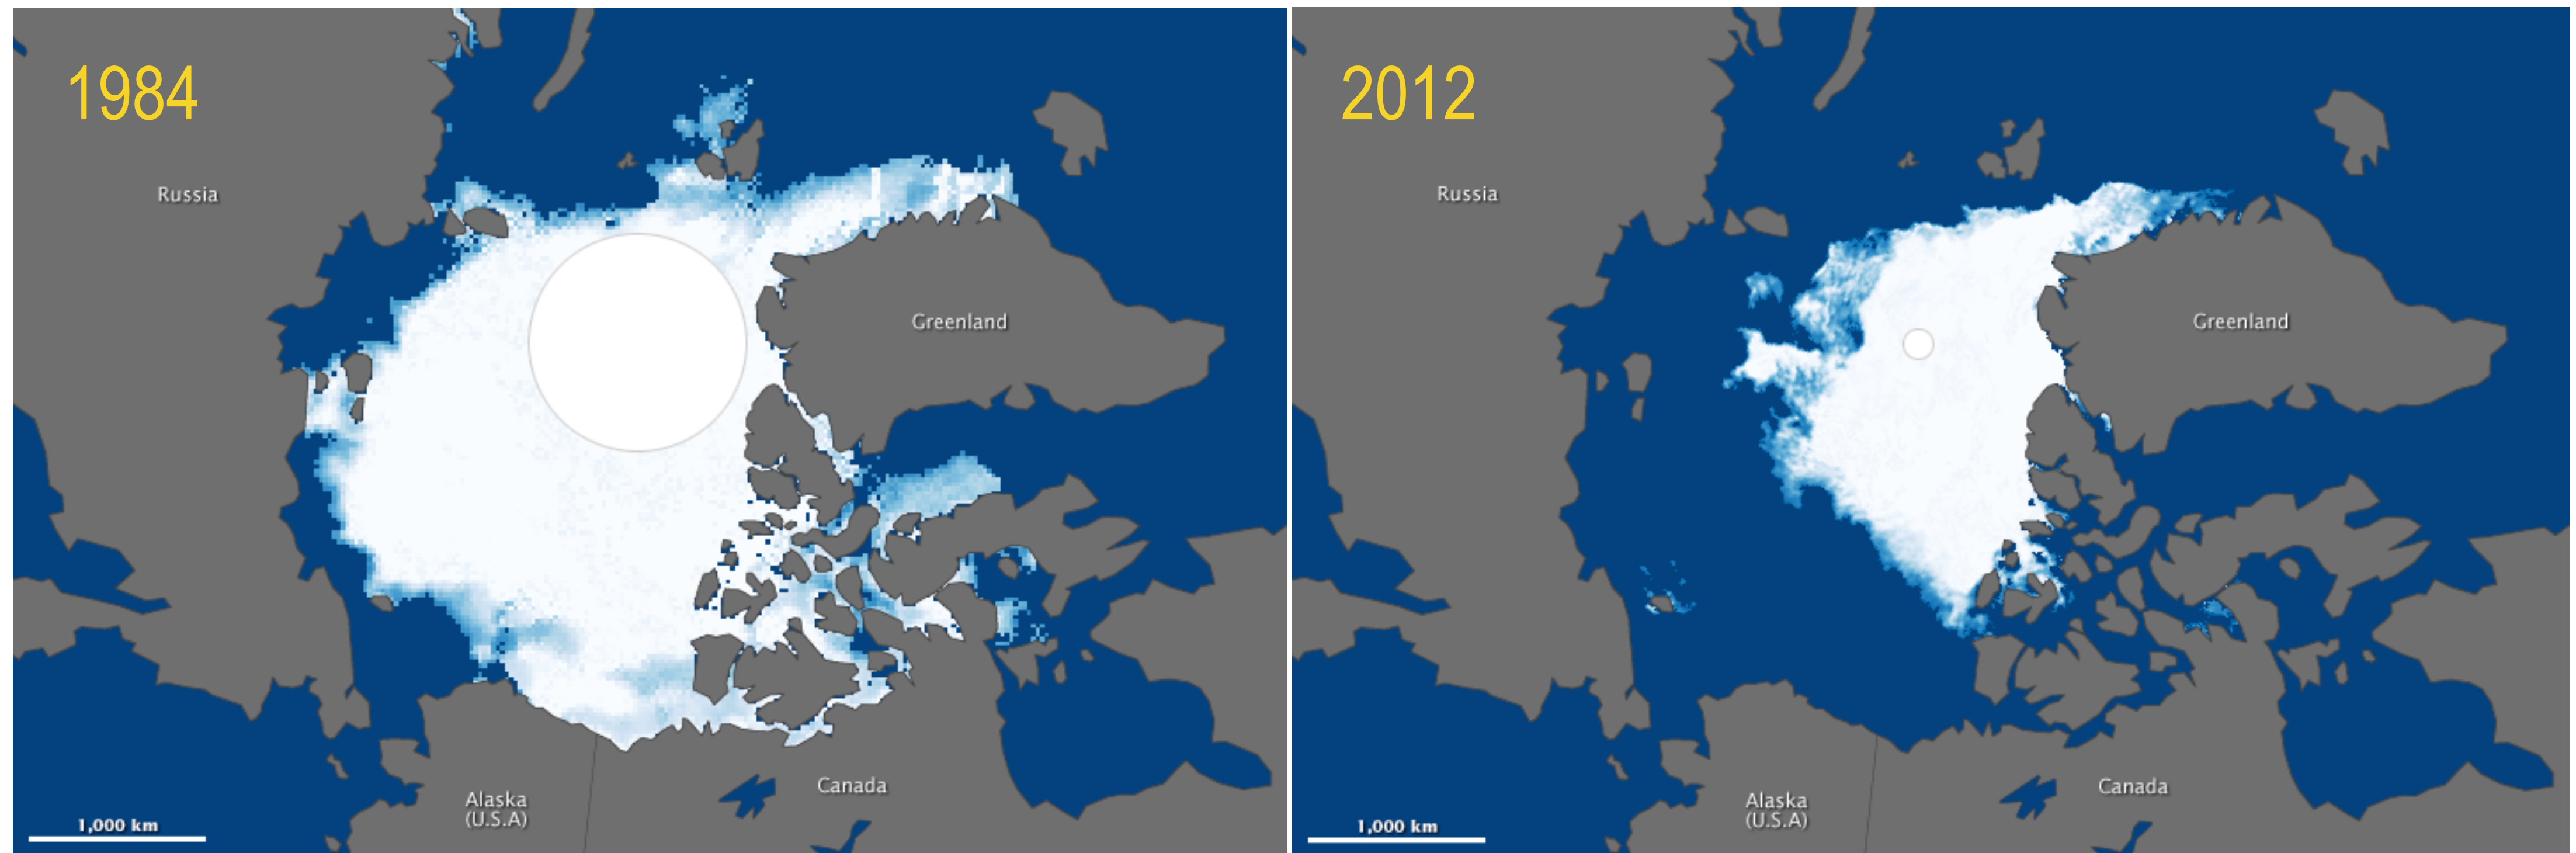 1984
Russia
Greenland
Canada
Alaska
(U.S.A)
1,000 km
2012
Russia
Greenland
Canada
Alaska
(U.S.A)
1,000 km